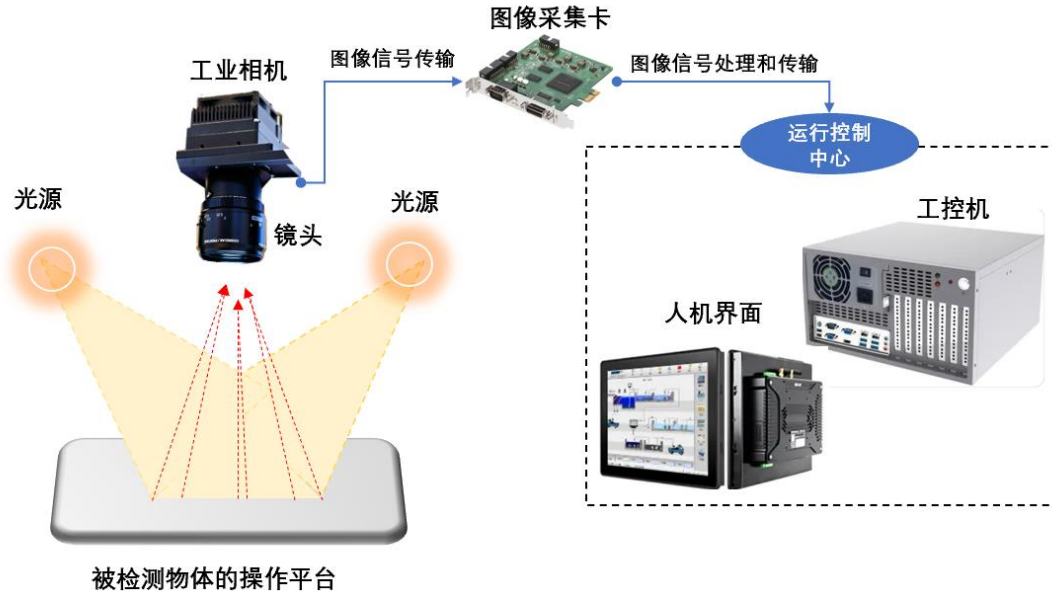 图像采集卡
工业相机
图像信号传输
图像信号处理和传输
运行控制
中心
光源
光源
镜头
工控机
人机界面
被检测物体的操作平台